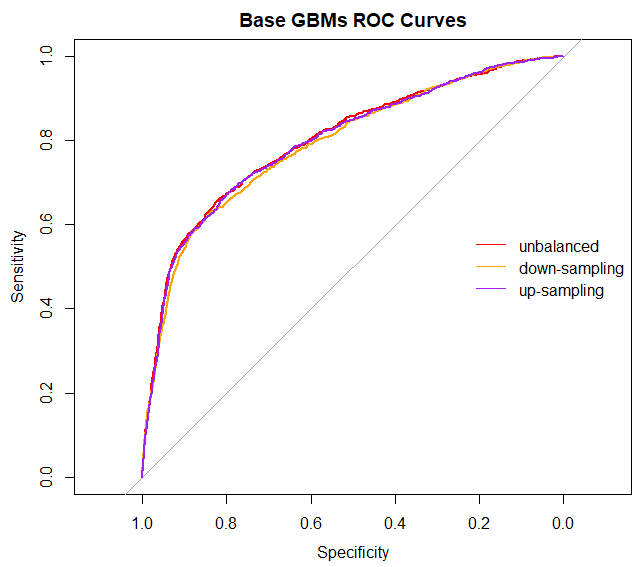 Base GBMs ROC Curves
1.0
0.8
0.6
0.4
0.2
0.0
Sensitivity
unbalanced
down-sampling
up-sampling
1.0 0.8 0.6 0.4 0.2 0.0
Specificity